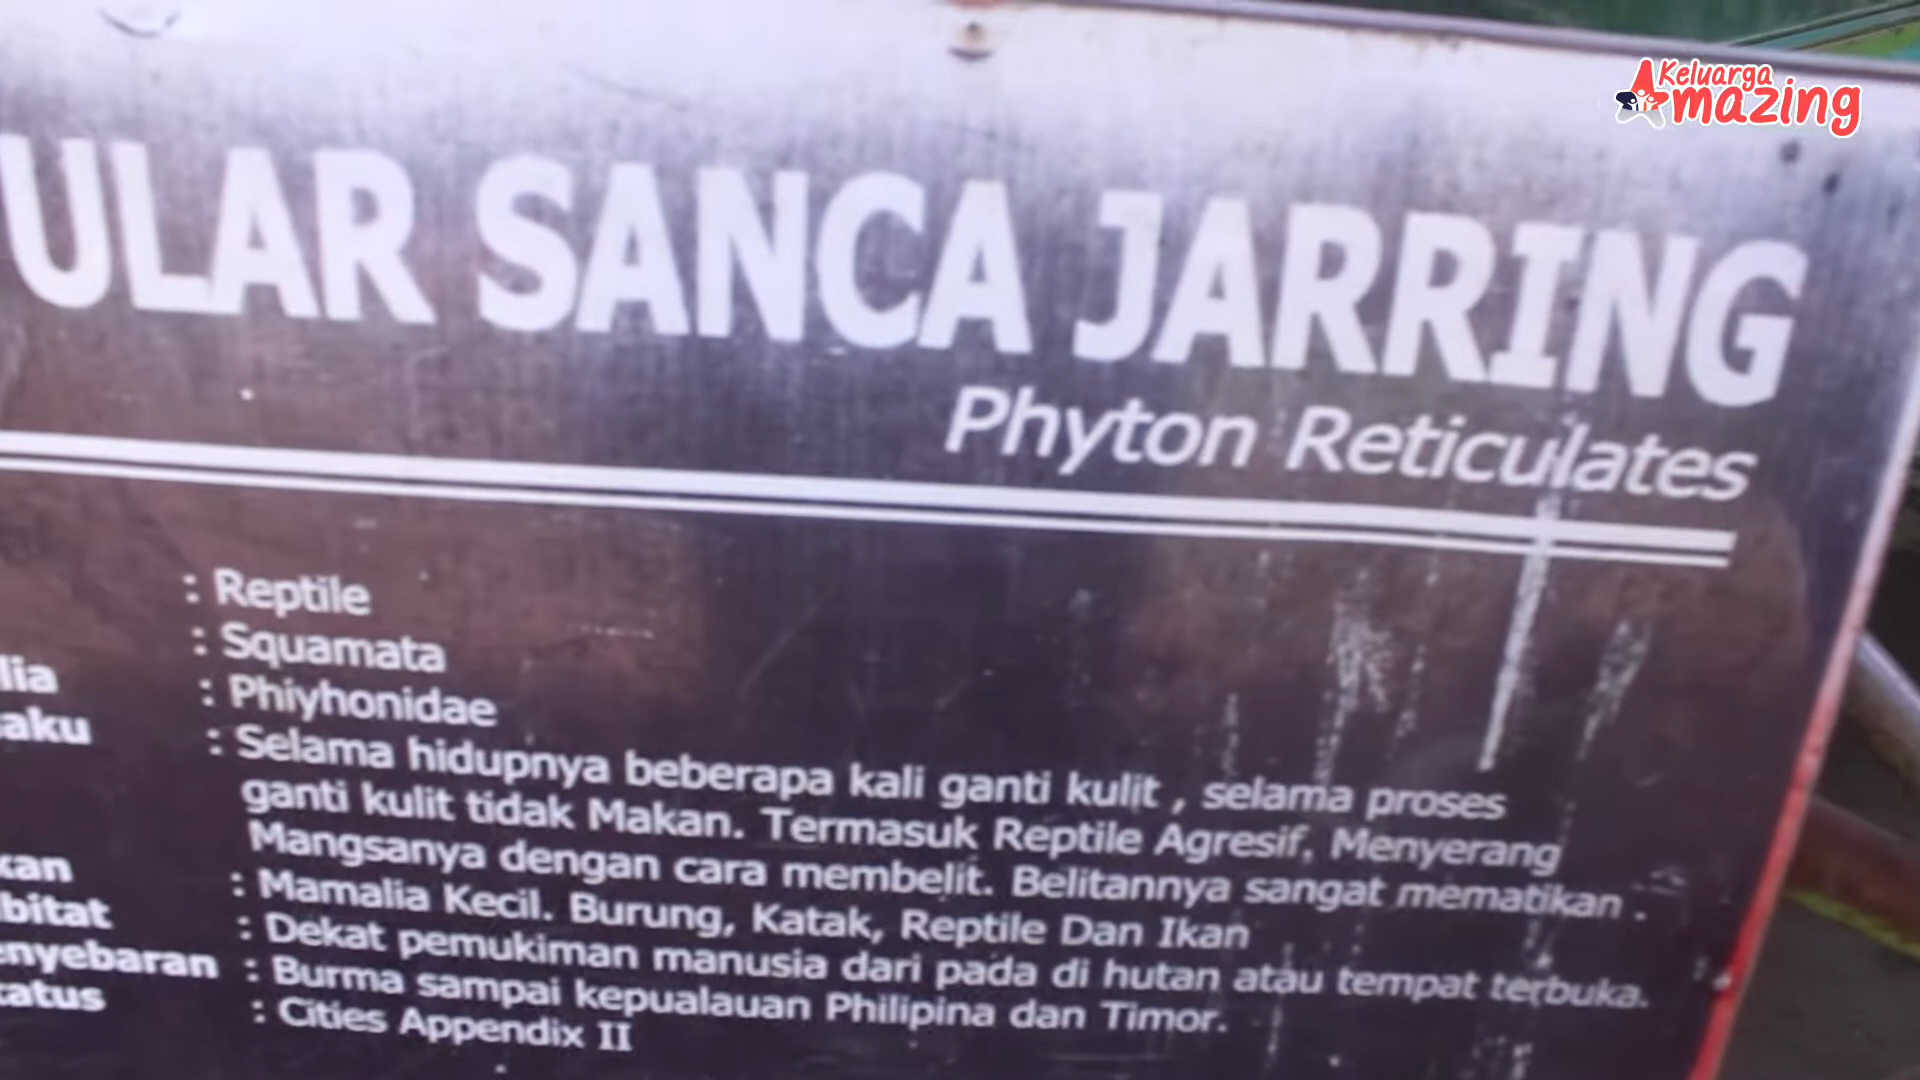 Keluarga
Amazing
ULAR SANCA JARRING
Phyton Reticulates
: Reptile
: Squamata
lia : Phiyhonidae
aku : Selama hidupnya beberapa kali ganti kulit , selama proses
ganti kulit tidak Makan. Termasuk Reptile Agresif, Menyerang
Mangsanya dengan cara membelit. Belitannya sangat mematikan .
kan : Mamalia Kecil. Burung, Katak, Reptile Dan Ikan
bitat : Dekat pemukiman manusia dari pada di hutan atau tempat terbuka.
enyebaran : Burma sampai kepualauan Philipina dan Timor.
tatus : Cities Appendix II